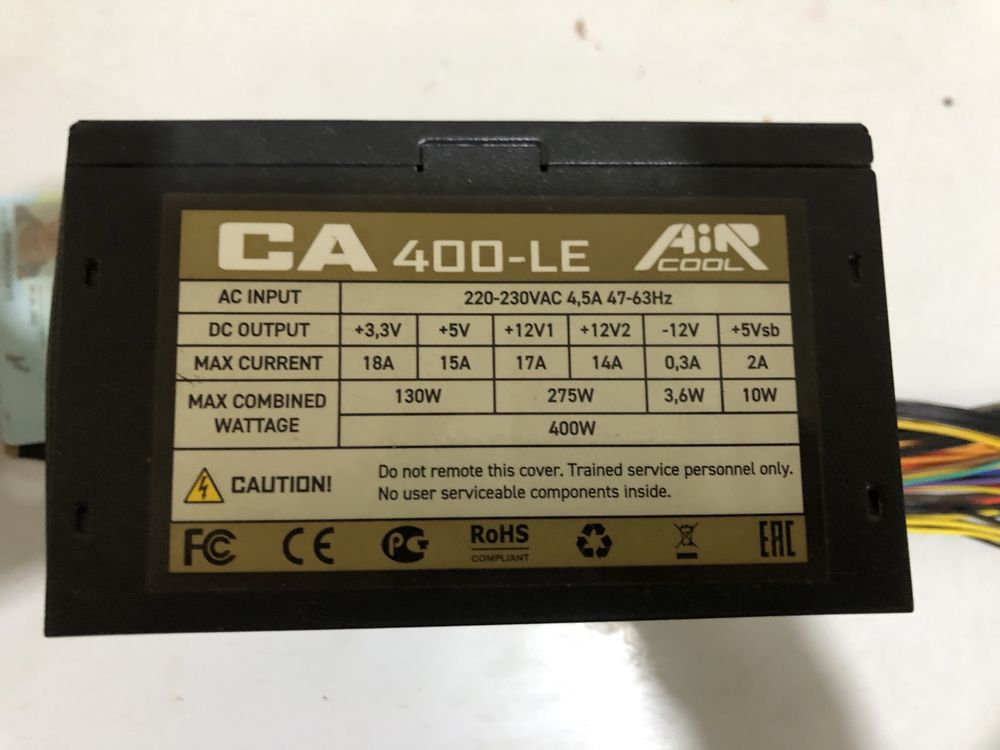 CA 400-LE AiR COOL
AC INPUT 220-230VAC 4,5A 47-63Hz
DC OUTPUT +3,3V +5V +12V1 +12V2 -12V +5Vsb
MAX CURRENT 18A 15A 17A 14A 0,3A 2A
MAX COMBINED WATTAGE 130W 275W 3,6W 10W
400W
CAUTION! Do not remote this cover. Trained service personnel only.
No user serviceable components inside.
FC CE PG RoHS COMPLIANT EAC